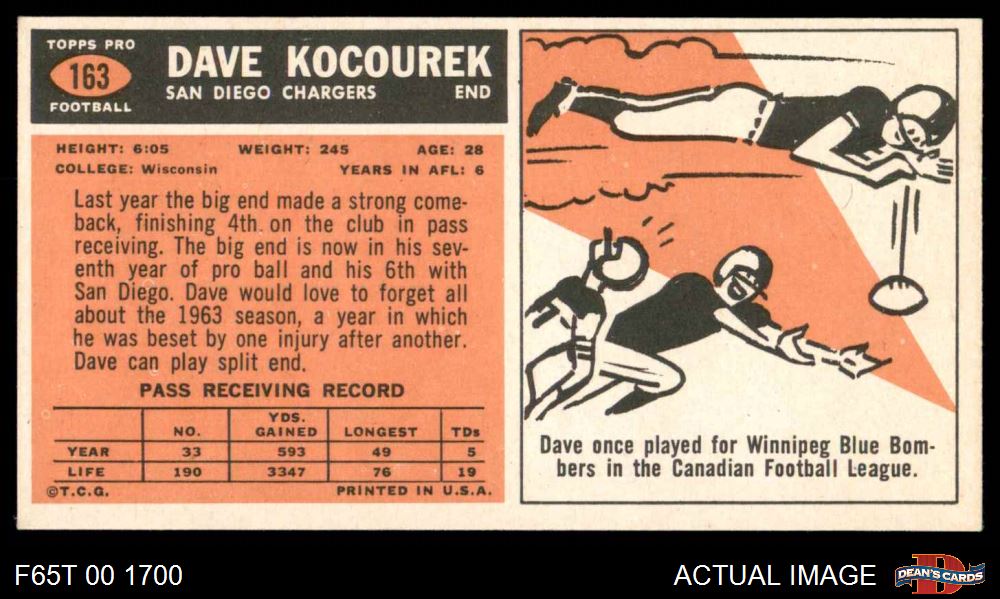 TOPPS PRO
163
FOOTBALL
DAVE KOCOUREK
SAN DIEGO CHARGERS END
HEIGHT: 6:05 WEIGHT: 245 AGE: 28
COLLEGE: Wisconsin YEARS IN AFL: 6
Last year the big end made a strong come-
back, finishing 4th on the club in pass
receiving. The big end is now in his sev-
enth year of pro ball and his 6th with
San Diego. Dave would love to forget all
about the 1963 season, a year in which
he was beset by one injury after another.
Dave can play split end.
PASS RECEIVING RECORD
NO. YDS. GAINED LONGEST TDs
YEAR 33 593 49 5
LIFE 190 3347 76 19
©T.C.G. PRINTED IN U.S.A.
Dave once played for Winnipeg Blue Bom-
bers in the Canadian Football League.
F65T 00 1700
ACTUAL IMAGE
D
DEAN'S CARDS